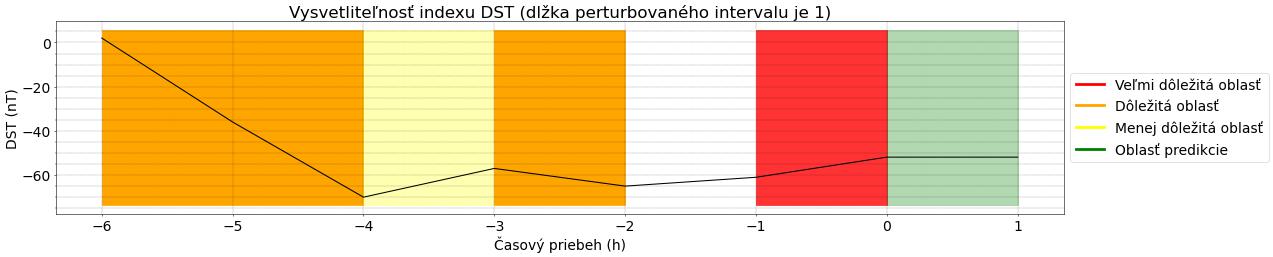 Vysvetliteľnosť indexu DST (dlžka perturbovaného intervalu je 1)
DST (nT)
0
−20
−40
−60
−6
−5
−4
−3
−2
−1
0
1
Časový priebeh (h)
Veľmi dôležitá oblasť
Dôležitá oblasť
Menej dôležitá oblasť
Oblasť predikcie